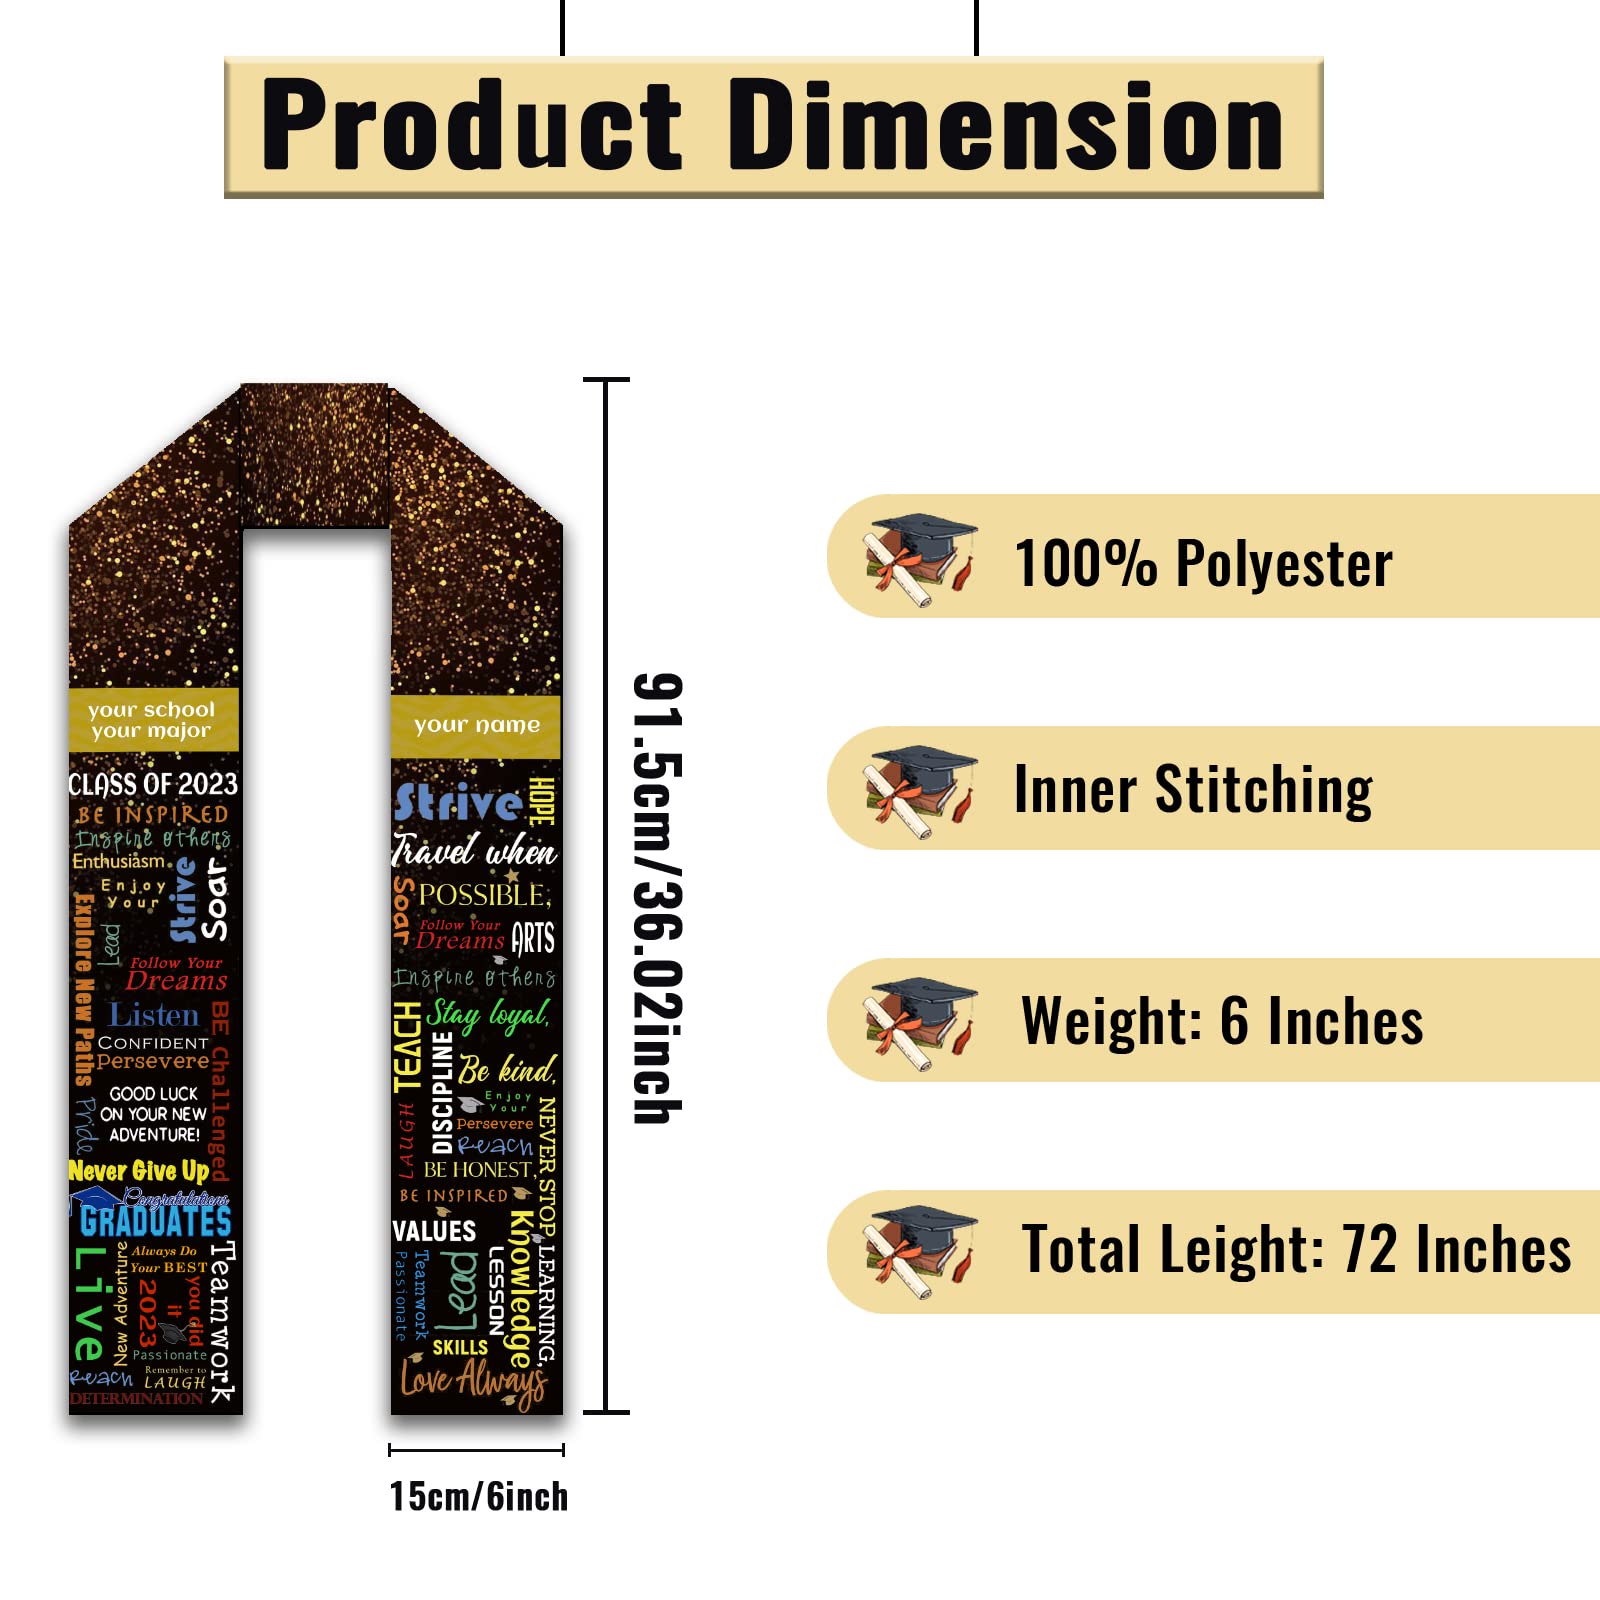 Product Dimension
your school
your major
CLASS OF 2023
BE INSPIRED
Inspire Others
Enthusiasm
Enjoy
Your
Strive
Soar
Explore New Paths
Lead
Follow Your
Dreams
Listen
BE Challenged
CONFIDENT
Persevere
GOOD LUCK
ON YOUR NEW
ADVENTURE!
Pride
Never Give Up
Congratulations
GRADUATES
Live
New Adventure
Always Do
Your BEST
2023
you did
it
Teamwork
Passionate
Reach
Remember to
LAUGH
DETERMINATION
your name
Strive
HOPE
Travel when
Soar
POSSIBLE,
Follow Your
Dreams
ARTS
Inspire Others
TEACH
Stay loyal,
DISCIPLINE
Be kind,
Enjoy
Your
Persevere
Reach
LAUGH
NEVER STOP LEARNING,
BE HONEST,
BE INSPIRED
VALUES
Knowledge
Passionate
Teamwork
Lead
LESSON
SKILLS
Love Always
91.5cm/36.02inch
15cm/6inch
100% Polyester
Inner Stitching
Weight: 6 Inches
Total Leight: 72 Inches